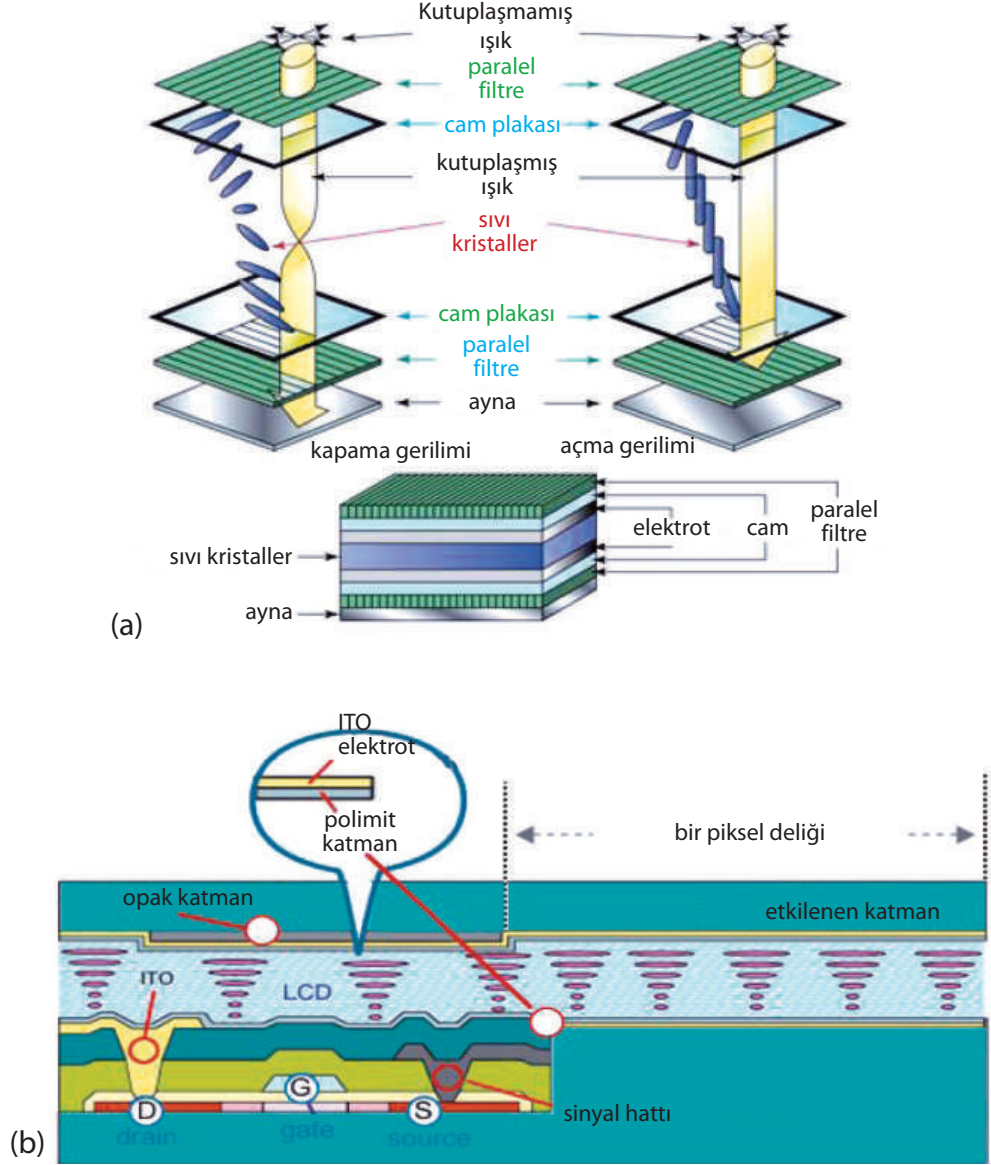 Kutuplaşmamış
ışık
paralel
filtre
cam plakası
kutuplaşmış
ışık
sıvı
kristaller
cam plakası
paralel
filtre
ayna
kapama gerilimi
açma gerilimi
sıvı kristaller
ayna
elektrot
cam
paralel
filtre
(a)
ITO
elektrot
polimit
katman
bir piksel deliği
opak katman
etkilenen katman
ITO
LCD
D
G
S
drain
gate
source
sinyal hattı
(b)